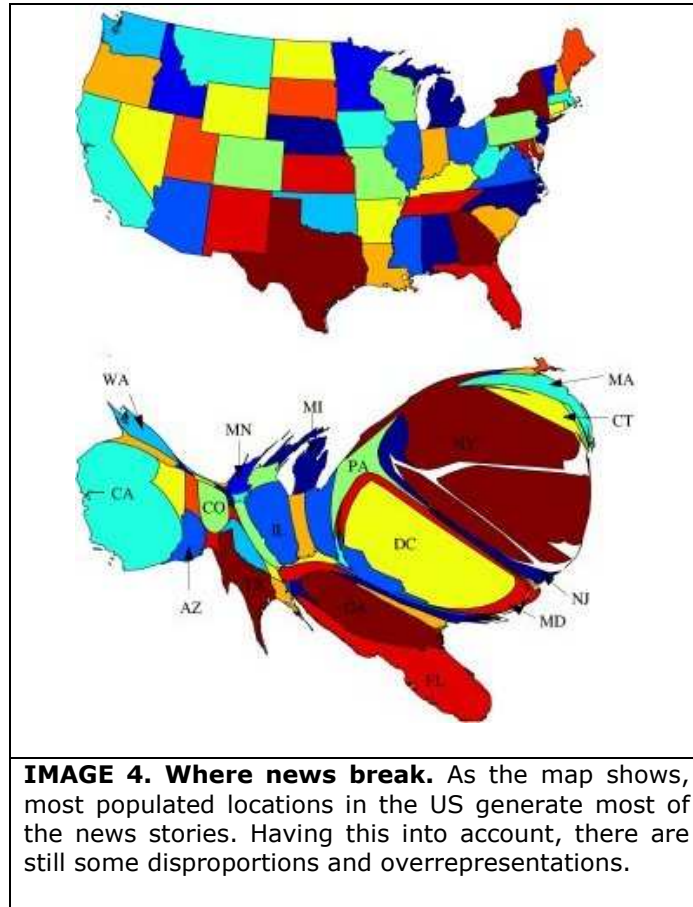 WA
MA
MI
CT
MN
NY
PA
CA
CO
IL
DC
TX
NJ
AZ
GA
MD
FL
IMAGE 4. Where news break. As the map shows,
most populated locations in the US generate most of
the news stories. Having this into account, there are
still some disproportions and overrepresentations.